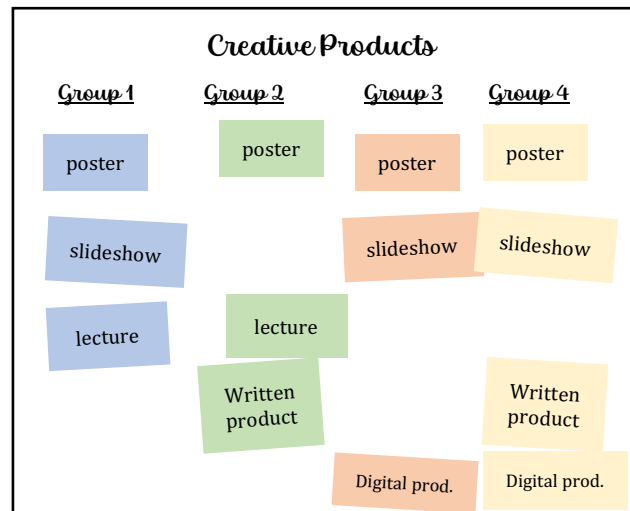 Creative Products
Group 1 Group 2 Group 3 Group 4
poster poster poster poster
slideshow slideshow slideshow
lecture lecture
Written Written
product product
Digital prod. Digital prod.